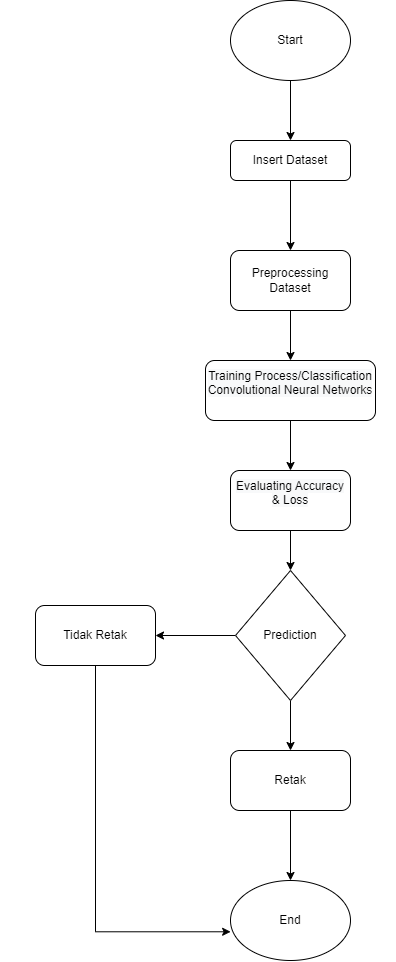 Start
Insert Dataset
Preprocessing
Dataset
Training Process/Classification
Convolutional Neural Networks
Evaluating Accuracy
& Loss
Prediction
Tidak Retak
Retak
End